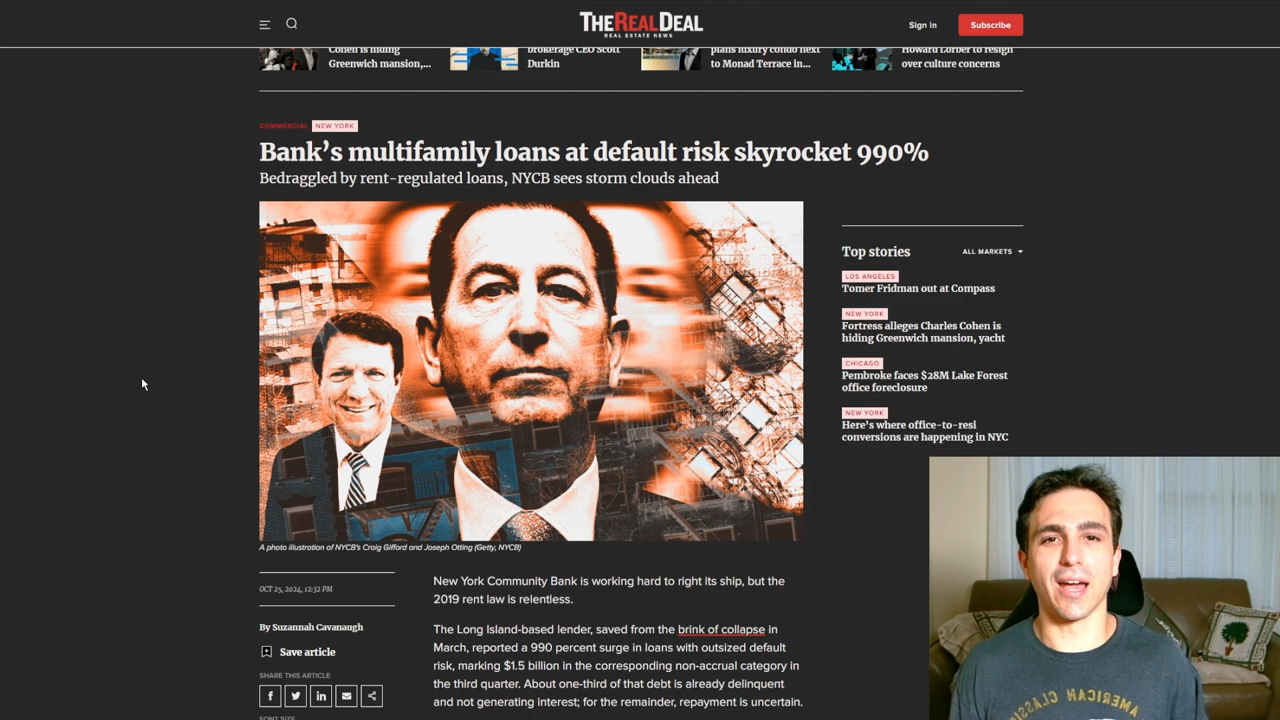 THEREALDEAL
REAL ESTATE NEWS
Sign in
Subscribe
Cohen is hiding
Greenwich mansion,...
brokerage CEO Scott
Durkin
plans luxury condo next
to Monad Terrace in...
Howard Lorber to resign
over culture concerns
COMMERCIAL NEW YORK
Bank's multifamily loans at default risk skyrocket 990%
Bedraggled by rent-regulated loans, NYCB sees storm clouds ahead
A photo illustration of NYCB's Craig Gifford and Joseph Otting (Getty, NYCB)
Top stories
ALL MARKETS
LOS ANGELES
Tomer Fridman out at Compass
NEW YORK
Fortress alleges Charles Cohen is
hiding Greenwich mansion, yacht
CHICAGO
Pembroke faces $28M Lake Forest
office foreclosure
NEW YORK
Here's where office-to-resi
conversions are happening in NYC
OCT 25, 2024, 12:32 PM
By Suzannah Cavanaugh
Save article
SHARE THIS ARTICLE
FONT SIZE
New York Community Bank is working hard to right its ship, but the
2019 rent law is relentless.
The Long Island-based lender, saved from the brink of collapse in
March, reported a 990 percent surge in loans with outsized default
risk, marking $1.5 billion in the corresponding non-accrual category in
the third quarter. About one-third of that debt is already delinquent
and not generating interest; for the remainder, repayment is uncertain.
AMERICAN CLASSI